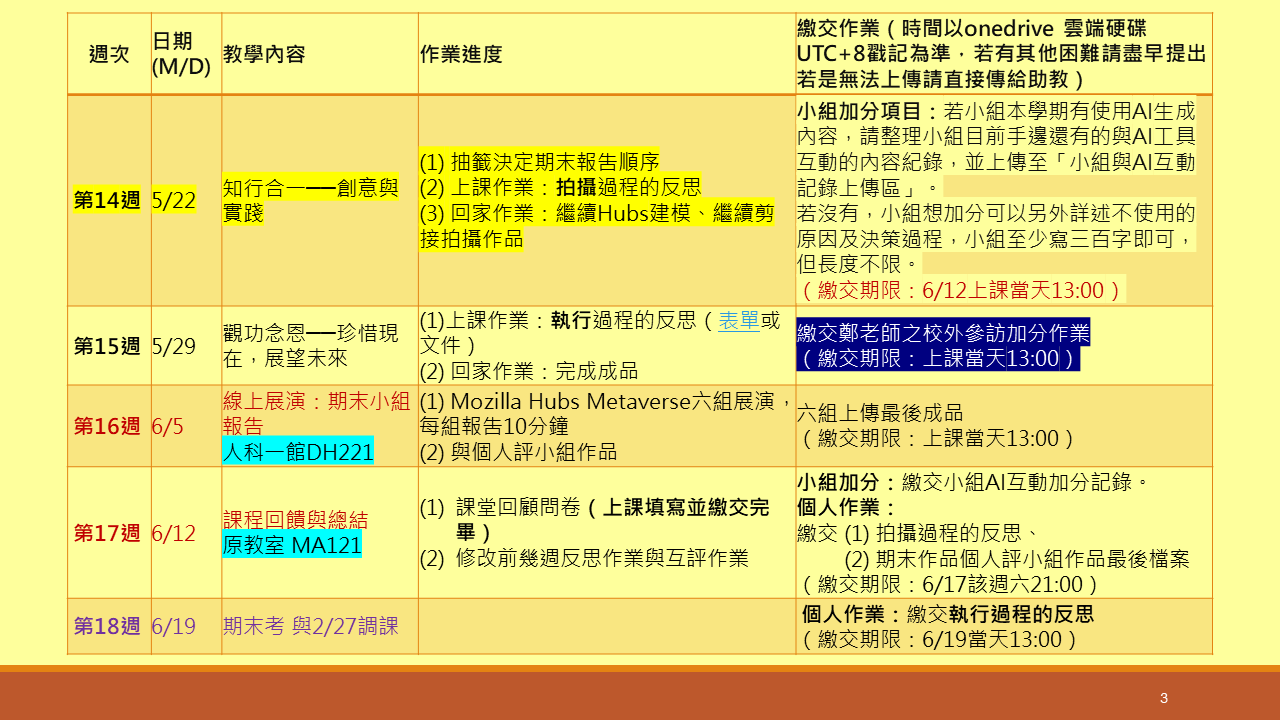 週次
日期
(M/D)
教學內容
作業進度
繳交作業（時間以onedrive 雲端硬碟
UTC+8戳記為準，若有其他困難請盡早提出
若是無法上傳請直接傳給助教）
第14週
5/22
知行合一──創意與
實踐
(1) 抽籤決定期末報告順序
(2) 上課作業：拍攝過程的反思
(3) 回家作業：繼續Hubs建模、繼續剪
接拍攝作品
小組加分項目：若小組本學期有使用AI生成
內容，請整理小組目前手邊還有的與AI工具
互動的內容紀錄，並上傳至「小組與AI互動
記錄上傳區」。
若沒有，小組想加分可以另外詳述不使用的
原因及決策過程，小組至少寫三百字即可，
但長度不限。
（繳交期限：6/12上課當天13:00）
第15週
5/29
觀功念恩──珍惜現
在，展望未來
(1)上課作業：執行過程的反思（表單或
文件）
(2) 回家作業：完成成品
繳交鄭老師之校外參訪加分作業
（繳交期限：上課當天13:00）
第16週
6/5
線上展演：期末小組
報告
人科一館DH221
(1) Mozilla Hubs Metaverse六組展演，
每組報告10分鐘
(2) 與個人評小組作品
六組上傳最後成品
（繳交期限：上課當天13:00）
第17週
6/12
課程回饋與總結
原教室 MA121
(1) 課堂回顧問卷（上課填寫並繳交完
畢）
(2) 修改前幾週反思作業與互評作業
小組加分：繳交小組AI互動加分記錄。
個人作業：
繳交 (1) 拍攝過程的反思、
(2) 期末作品個人評小組作品最後檔案
（繳交期限：6/17該週六21:00）
第18週
6/19
期末考 與2/27調課
個人作業：繳交執行過程的反思
（繳交期限：6/19當天13:00）
3